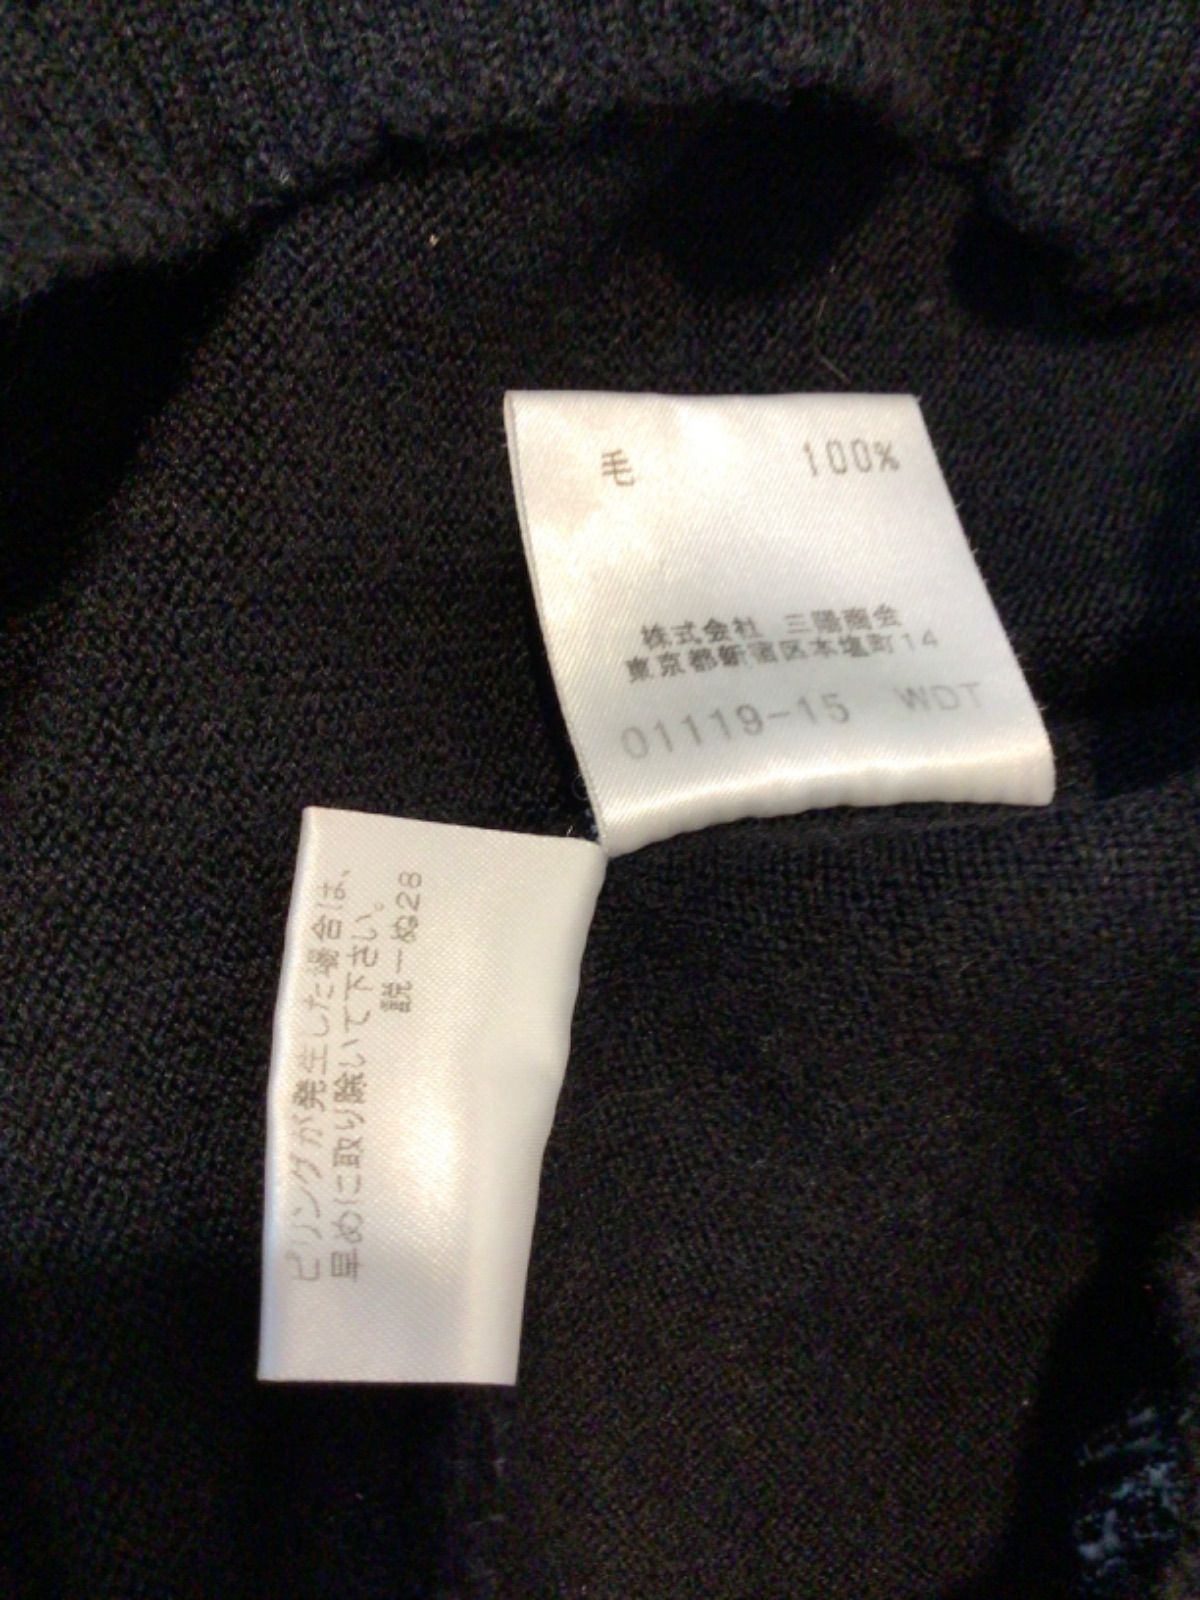 毛 100%
株式会社 三陽商会
東京都新宿区本塩町14
01119-15 WDT
ピリングが発生した場合は、
早めに取り除いて下さい。
説一総28